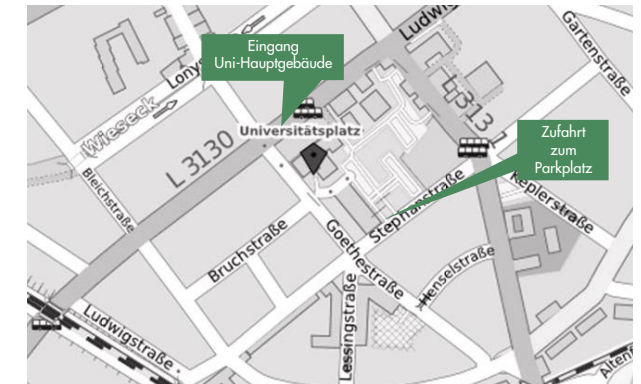 Eingang
Uni-Hauptgebäude
Ludwig
Gartenstraße
Lonys
Wieseck
L 3130
Universitätsplatz
L 3131
Zufahrt
zum
Parkplatz
Bleichstraße
Keplerstraße
Stephanstraße
Bruchstraße
Goethestraße
Henselstraße
Ludwigstraße
Lessingstraße
Alten